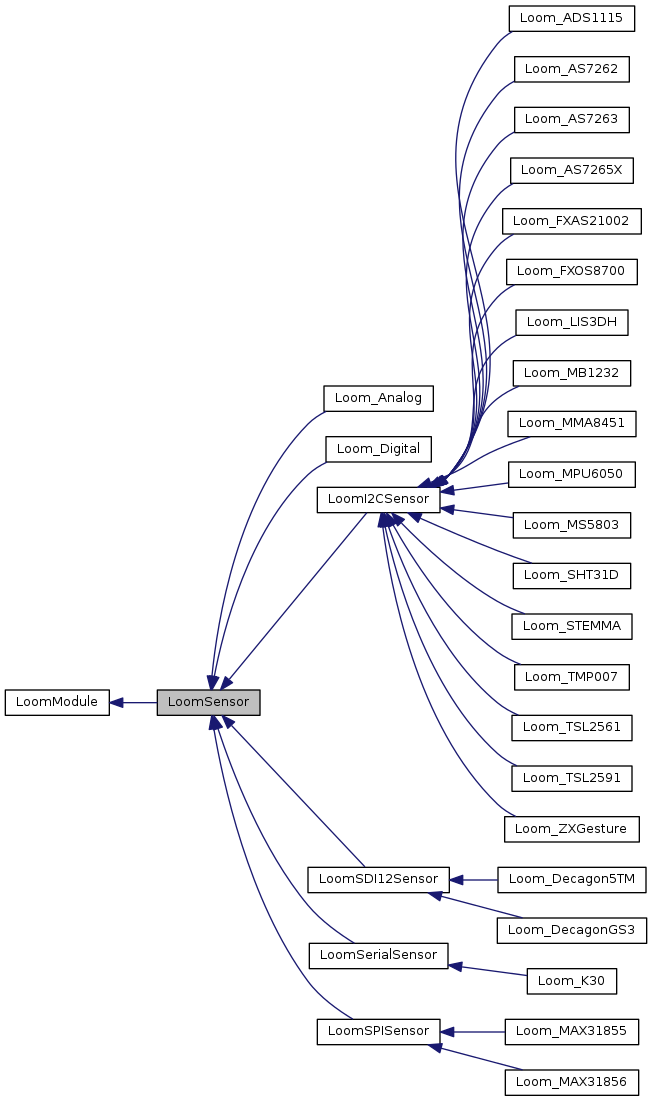 Loom_ADS1115
Loom_AS7262
Loom_AS7263
Loom_AS7265X
Loom_FXAS21002
Loom_FXOS8700
Loom_LIS3DH
Loom_MB1232
Loom_Analog
Loom_MMA8451
Loom_Digital
Loom_MPU6050
LoomI2CSensor
Loom_MS5803
Loom_SHT31D
Loom_STEMMA
Loom_TMP007
LoomModule
LoomSensor
Loom_TSL2561
Loom_TSL2591
Loom_ZXGesture
LoomSDI12Sensor
Loom_Decagon5TM
Loom_DecagonGS3
LoomSerialSensor
Loom_K30
LoomSPISensor
Loom_MAX31855
Loom_MAX31856